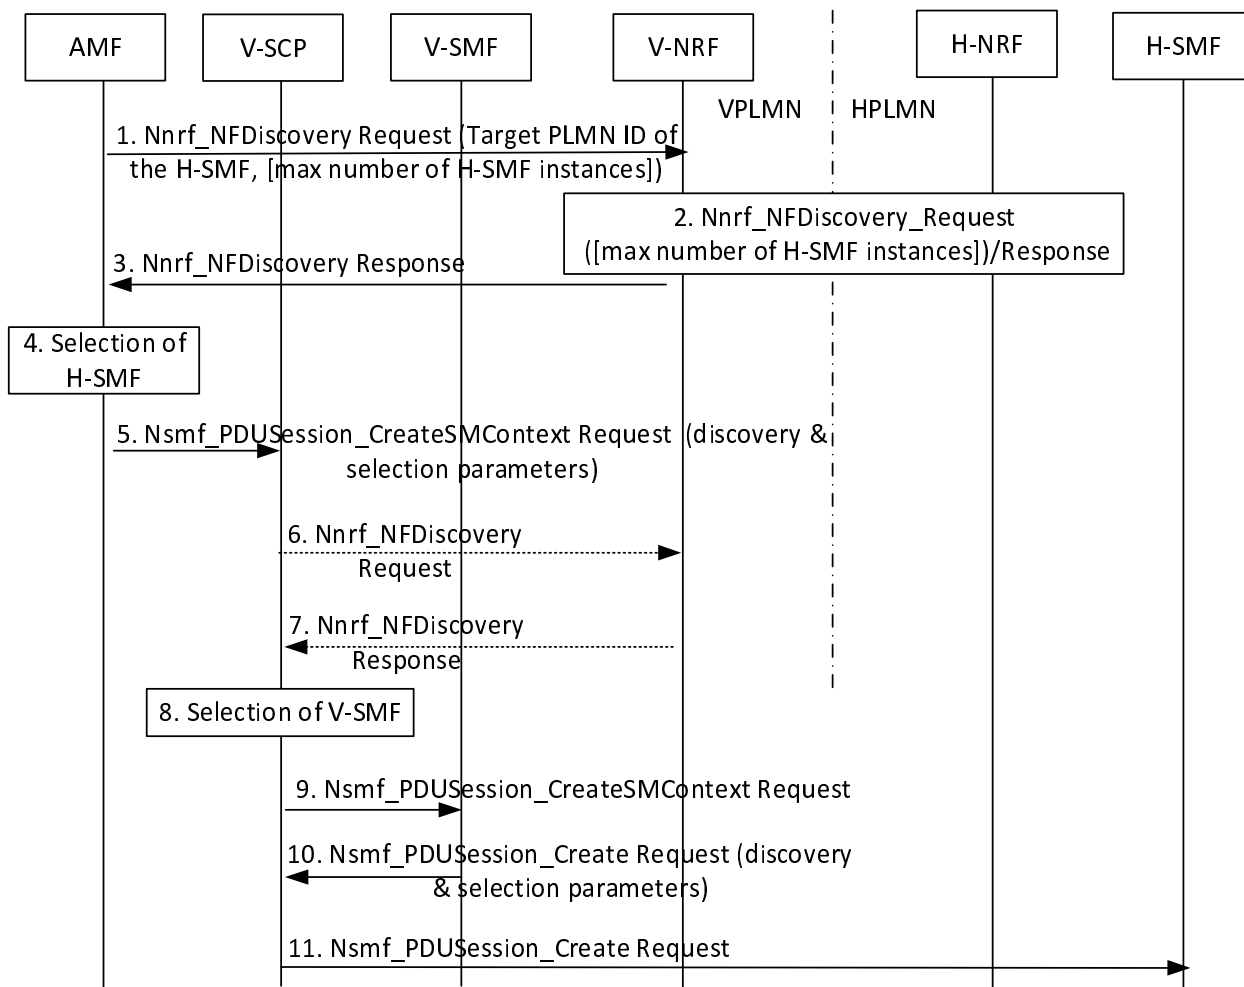 AMF
V-SCP
V-SMF
V-NRF
H-NRF
H-SMF
VPLMN
HPLMN
1. Nnrf_NFDiscovery Request (Target PLMN ID of
the H-SMF, [max number of H-SMF instances])
2. Nnrf_NFDiscovery_Request
([max number of H-SMF instances])/Response
3. Nnrf_NFDiscovery Response
4. Selection of
H-SMF
5. Nsmf_PDUSession_CreateSMContext Request (discovery &
selection parameters)
6. Nnrf_NFDiscovery
Request
7. Nnrf_NFDiscovery
Response
8. Selection of V-SMF
9. Nsmf_PDUSession_CreateSMContext Request
10. Nsmf_PDUSession_Create Request (discovery
& selection parameters)
11. Nsmf_PDUSession_Create Request